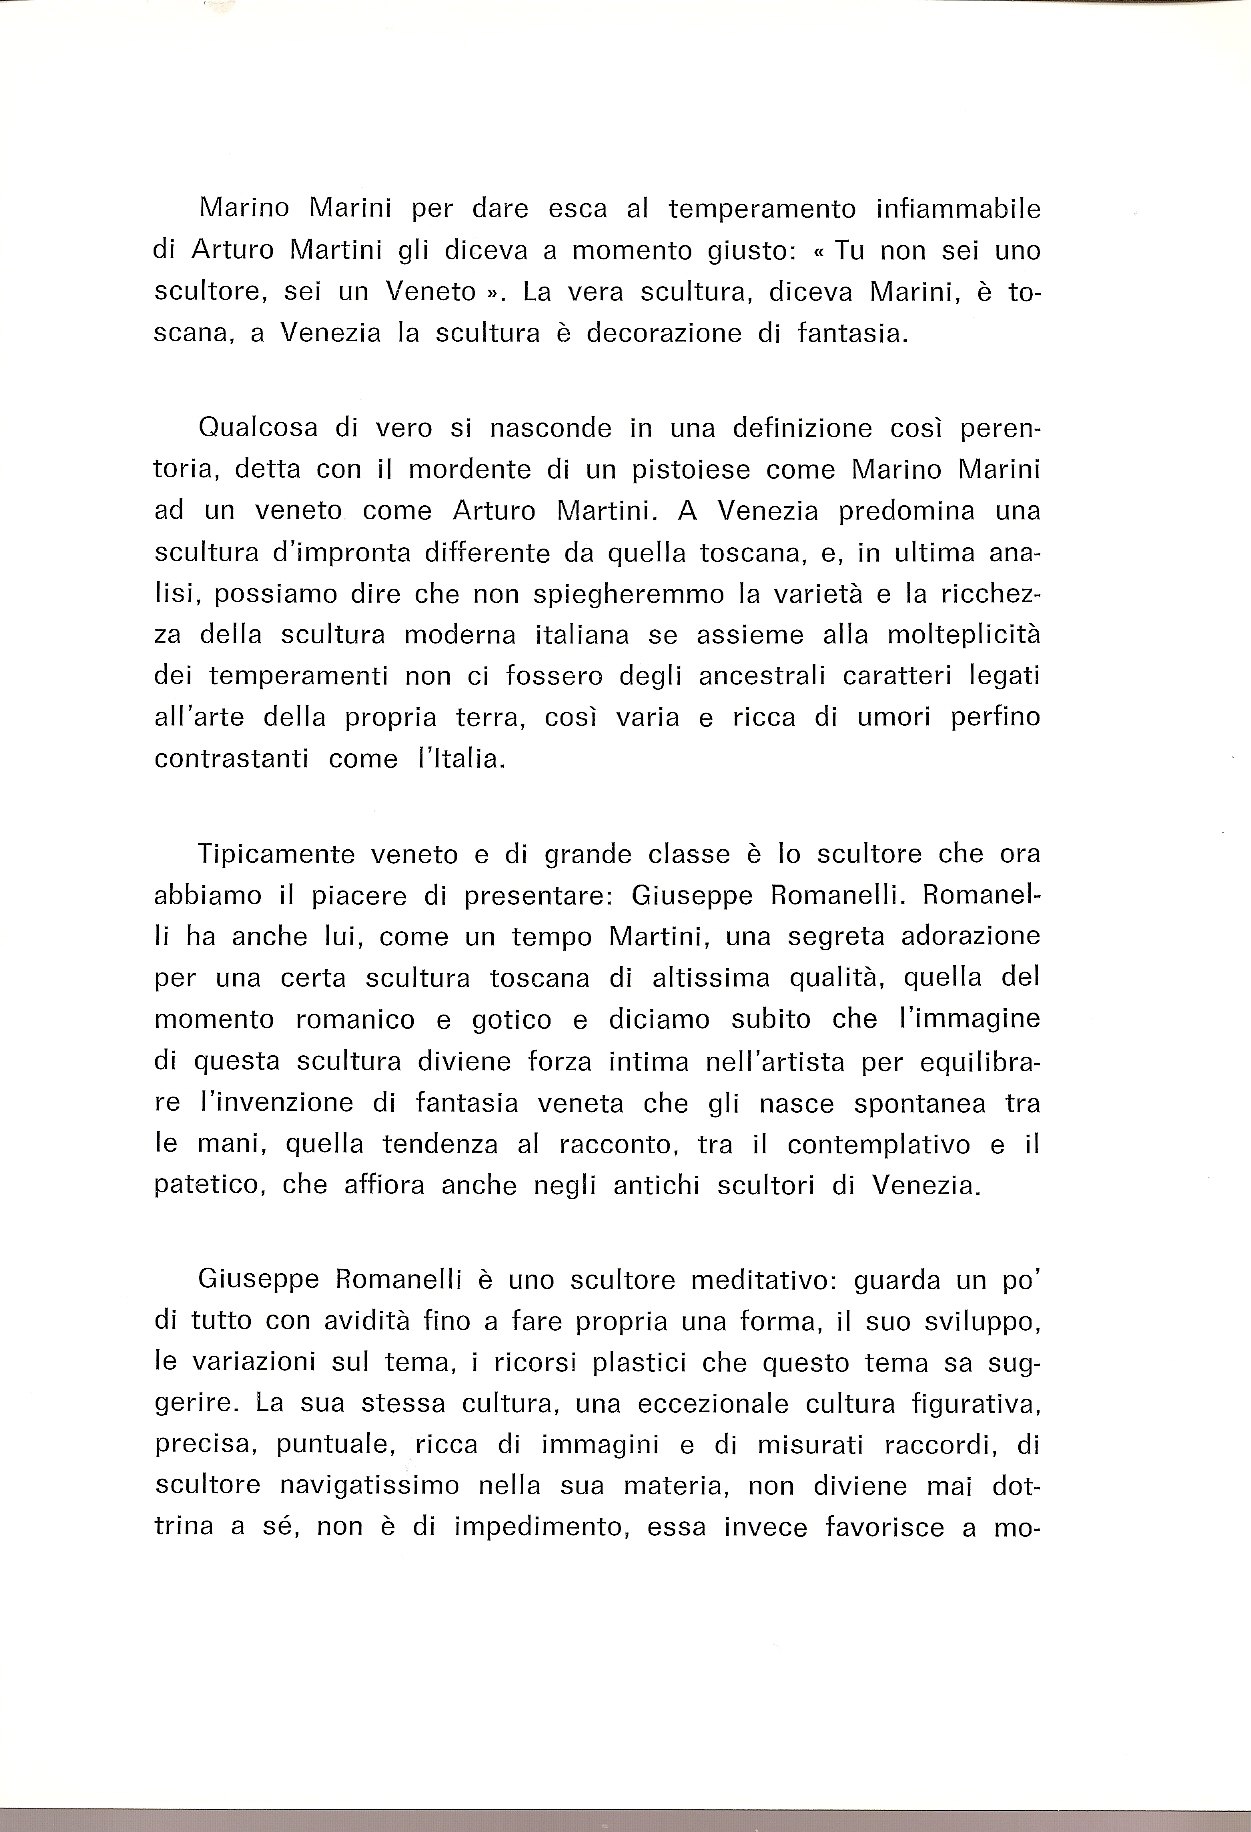 Marino Marini per dare esca al temperamento infiammabile
di Arturo Martini gli diceva a momento giusto: « Tu non sei uno
scultore, sei un Veneto ». La vera scultura, diceva Marini, è to-
scana, a Venezia la scultura è decorazione di fantasia.
Qualcosa di vero si nasconde in una definizione così peren-
toria, detta con il mordente di un pistoiese come Marino Marini
ad un veneto come Arturo Martini. A Venezia predomina una
scultura d'impronta differente da quella toscana, e, in ultima ana-
lisi, possiamo dire che non spiegheremmo la varietà e la ricchez-
za della scultura moderna italiana se assieme alla molteplicità
dei temperamenti non ci fossero degli ancestrali caratteri legati
all'arte della propria terra, così varia e ricca di umori perfino
contrastanti come l'Italia.
Tipicamente veneto e di grande classe è lo scultore che ora
abbiamo il piacere di presentare: Giuseppe Romanelli. Romanel-
li ha anche lui, come un tempo Martini, una segreta adorazione
per una certa scultura toscana di altissima qualità, quella del
momento romanico e gotico e diciamo subito che l'immagine
di questa scultura diviene forza intima nell'artista per equilibra-
re l'invenzione di fantasia veneta che gli nasce spontanea tra
le mani, quella tendenza al racconto, tra il contemplativo e il
patetico, che affiora anche negli antichi scultori di Venezia.
Giuseppe Romanelli è uno scultore meditativo: guarda un po'
di tutto con avidità fino a fare propria una forma, il suo sviluppo,
le variazioni sul tema, i ricorsi plastici che questo tema sa sug-
gerire. La sua stessa cultura, una eccezionale cultura figurativa,
precisa, puntuale, ricca di immagini e di misurati raccordi, di
scultore navigatissimo nella sua materia, non diviene mai dot-
trina a sé, non è di impedimento, essa invece favorisce a mo-